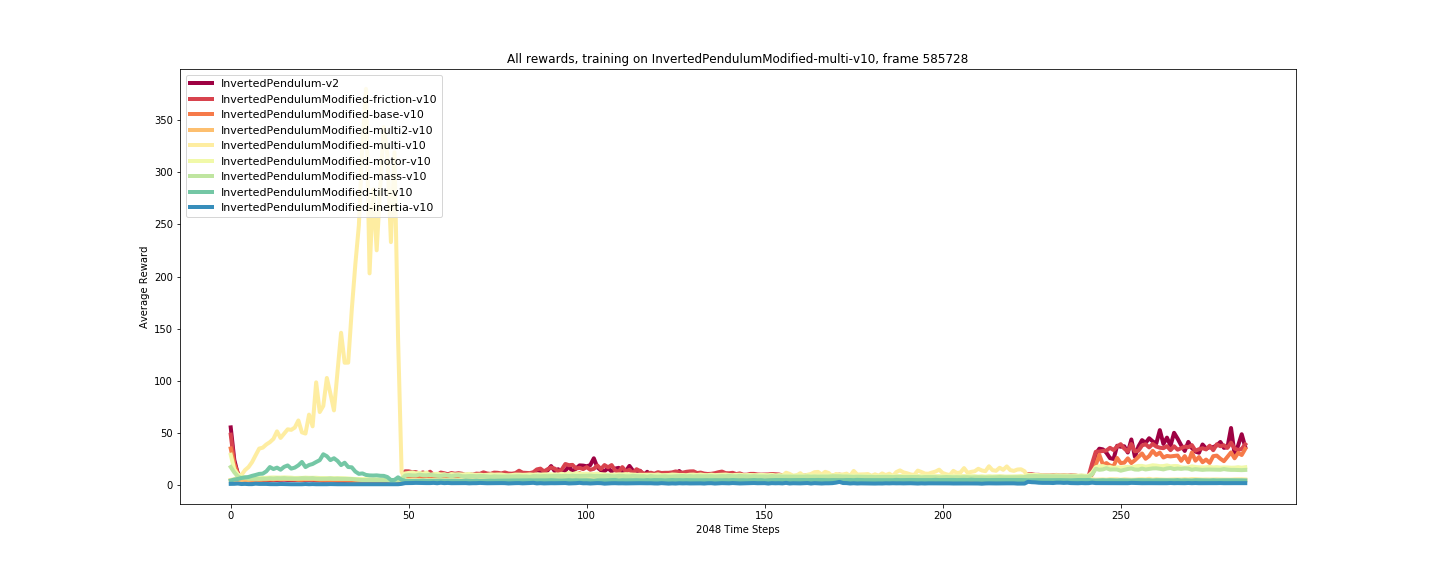 All rewards, training on InvertedPendulumModified-multi-v10, frame 585728
InvertedPendulum-v2
InvertedPendulumModified-friction-v10
InvertedPendulumModified-base-v10
InvertedPendulumModified-multi2-v10
InvertedPendulumModified-multi-v10
InvertedPendulumModified-motor-v10
InvertedPendulumModified-mass-v10
InvertedPendulumModified-tilt-v10
InvertedPendulumModified-inertia-v10
Average Reward
350
300
250
200
150
100
50
0
0 50 100 150 200 250
2048 Time Steps